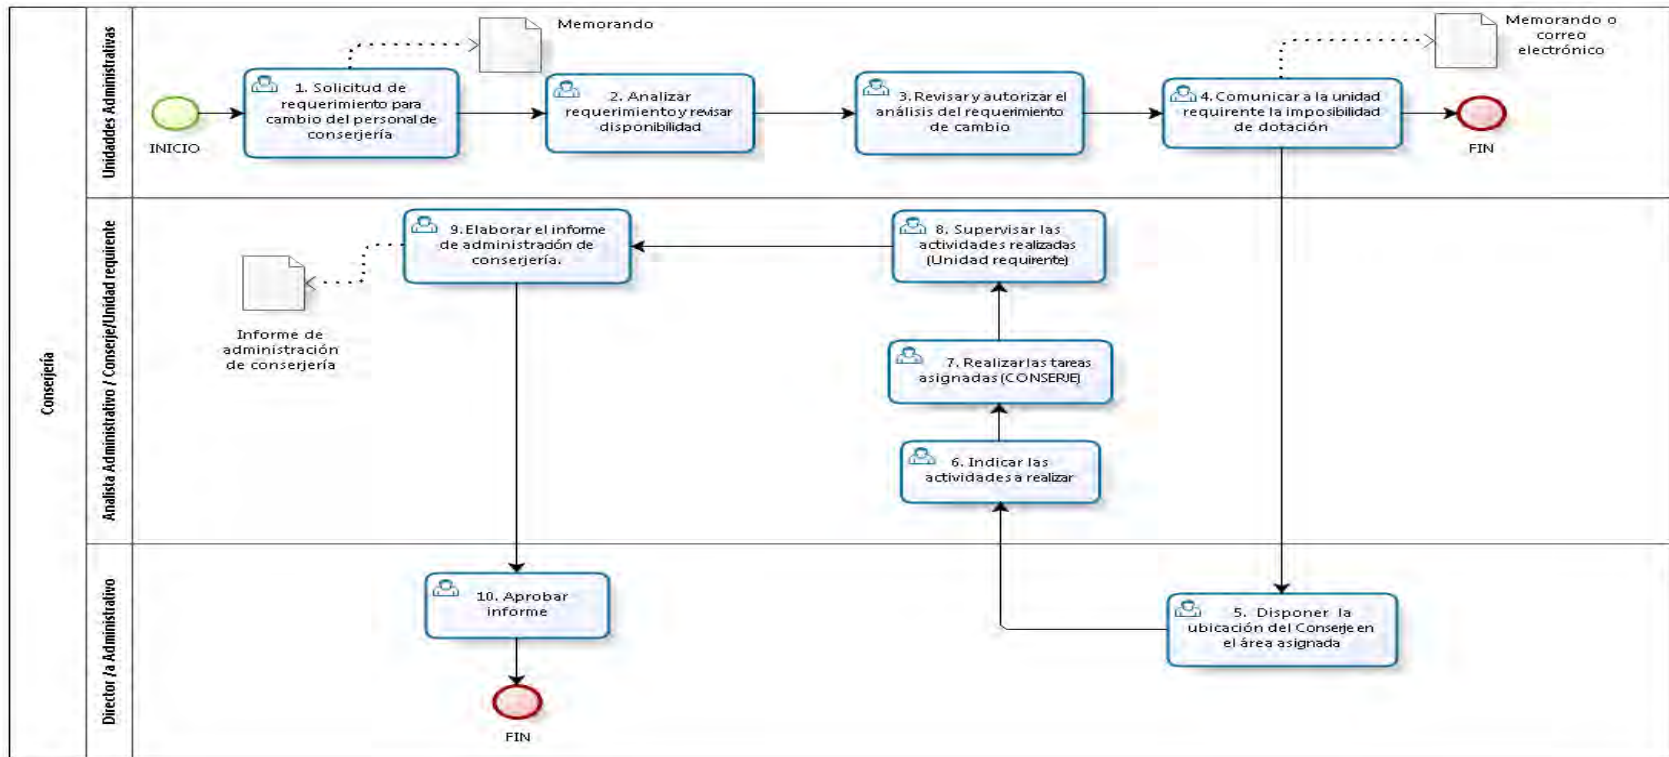 Conserjería
Unidaddes Administrativas
Memorando
Memorando o
correo
electrónico
INICIO
1. Solicitud de
requerimiento para
cambio del personal de
conserjería
2. Analizar
requerimiento y revisar
disponibilidad
3. Revisar y autorizar el
análisis del requerimiento
de cambio
4. Comunicar a la unidad
requirente la imposibilidad
de dotación
FIN
Analista Administrativo / Conserje/Unidad requirente
9. Elaborar el informe
de administración de
conserjería.
8. Supervisar las
actividades realizadas
(Unidad requirente)
Informe de
administración
de conserjería
7. Realizar las tareas
asignadas (CONSERJE)
6. Indicar las
actividades a realizar
Director /a Administrativo
10. Aprobar
informe
5. Disponer la
ubicación del Conserje en
el área asignada
FIN